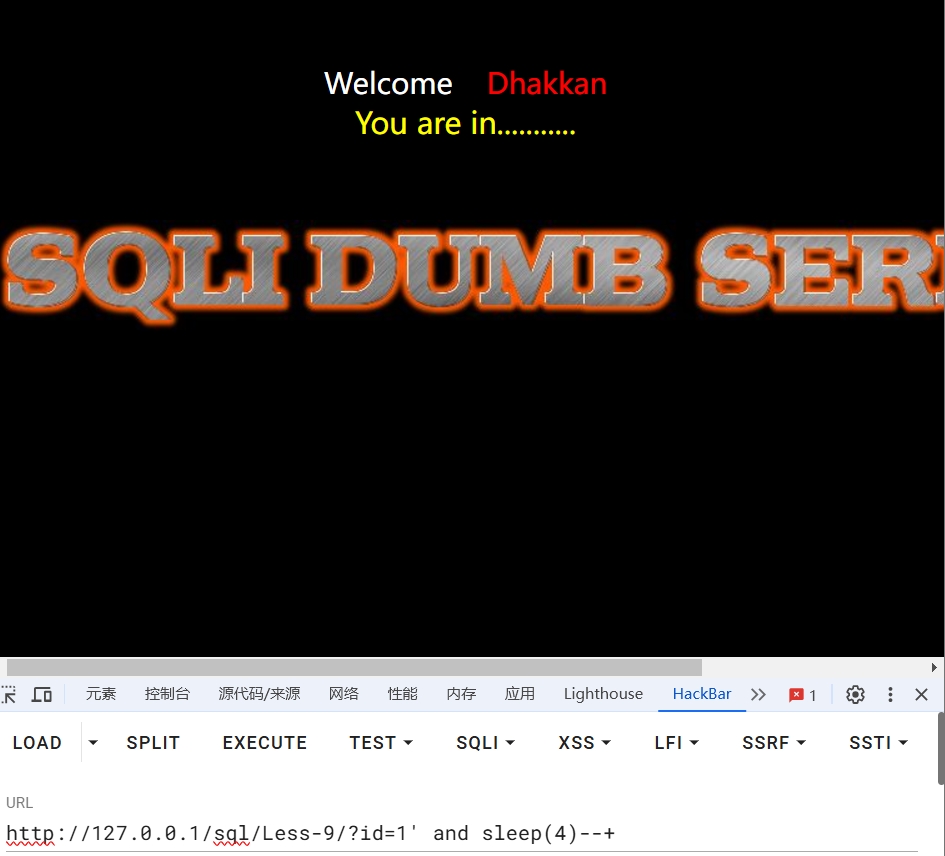 Welcome Dhakkan
You are in...........
SQLI DUMB SERI
元素 控制台 源代码/来源 网络 性能 内存 应用 Lighthouse HackBar 1
LOAD SPLIT EXECUTE TEST SQLI XSS LFI SSRF SSTI
URL
http://127.0.0.1/sql/Less-9/?id=1' and sleep(4)--+